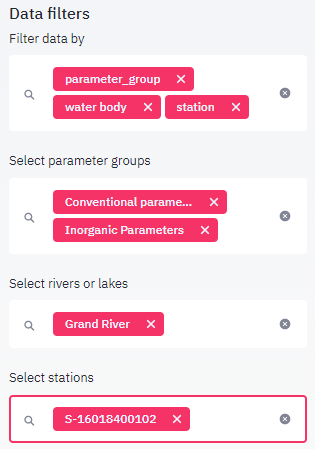 Data filters
Filter data by
parameter_group ×
water body × station ×
Select parameter groups
Conventional parame... ×
Inorganic Parameters ×
Select rivers or lakes
Grand River ×
Select stations
S-16018400102 ×